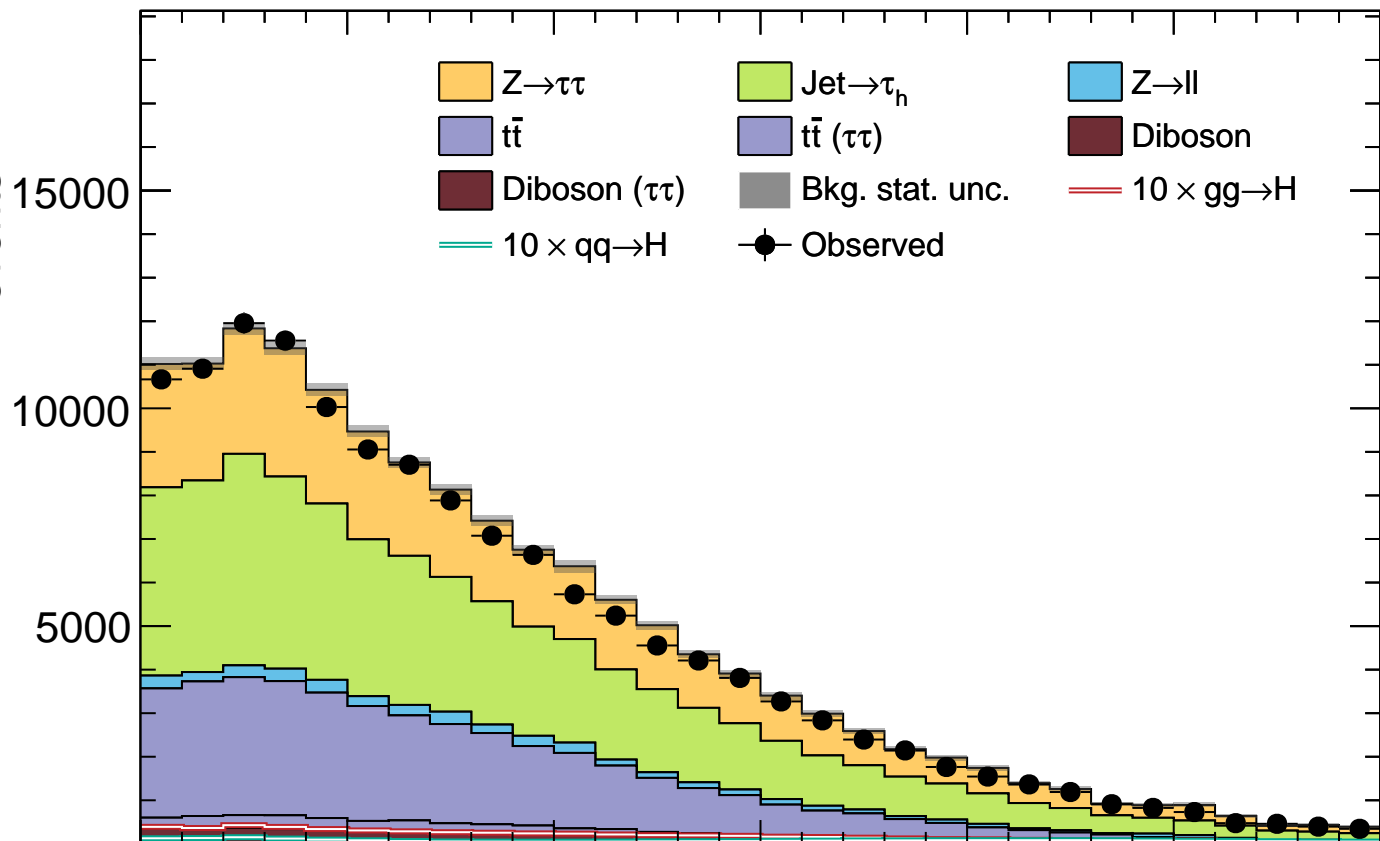 Z→ττ Jet→τh Z→ll
tt̄ tt̄ (ττ) Diboson
Diboson (ττ) Bkg. stat. unc. 10 × gg→H
10 × qq→H Observed
15000
10000
5000